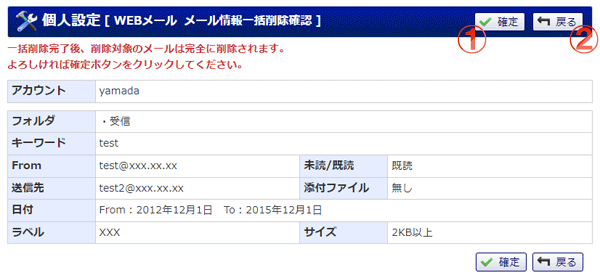 個人設定 [ WEBメール メール情報一括削除確認 ] 確定 戻る
① ②
一括削除完了後、削除対象のメールは完全に削除されます。
よろしければ確定ボタンをクリックしてください。
アカウント yamada
フォルダ ・受信
キーワード test
From test@xxx.xx.xx 未読/既読 既読
送信先 test2@xxx.xx.xx 添付ファイル 無し
日付 From：2012年12月1日 To：2015年12月1日
ラベル XXX サイズ 2KB以上
確定 戻る